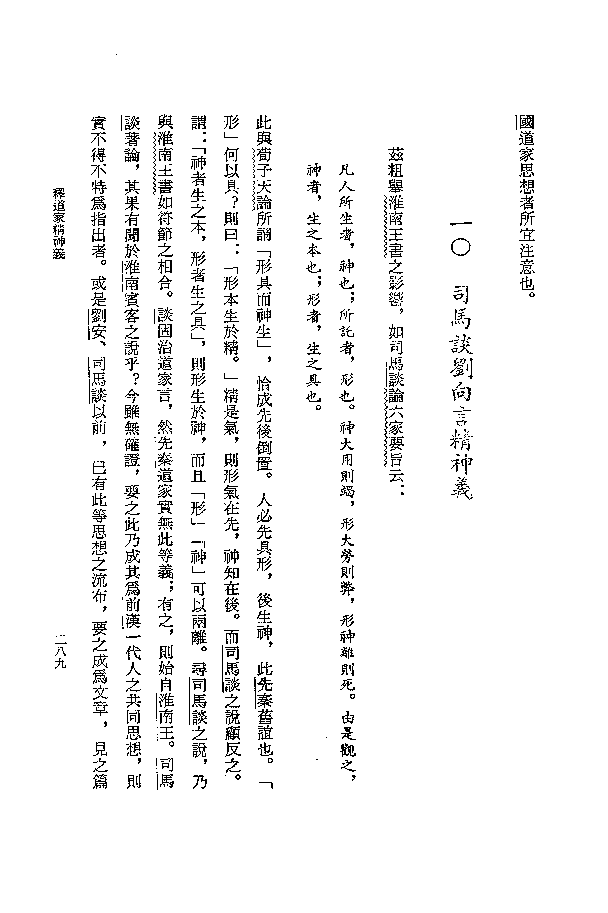 國道家思想者所宜注意也。
一〇 司馬談劉向言精神義
茲粗舉淮南王書之影響，如司馬談論六家要旨云：
凡人所生者，神也；所託者，形也。神大用則竭，形大勞則弊，形神離則死。由是觀之，
神者，生之本也；形者，生之具也。
此與荀子天論所謂「形具而神生」，恰成先後倒置。人必先具形，後生神，此先秦舊誼也。「
形」何以具？則曰：「形本生於精。」精是氣，則形氣在先，神知在後。而司馬談之說顧反之。
謂：「神者生之本，形者生之具」，則形生於神，而且「形」「神」可以兩離。尋司馬談之說，乃
與淮南王書如符節之相合。談固治道家言，然先秦道家實無此等義；有之，則始自淮南王。司馬
談著論，其果有聞於淮南賓客之說乎？今雖無確證，要之此乃成其為前漢一代人之共同思想，則
實不得不特為指出者。或是劉安、司馬談以前，已有此等思想之流布，要之成為文章，見之篇
釋道家精神義
二八九